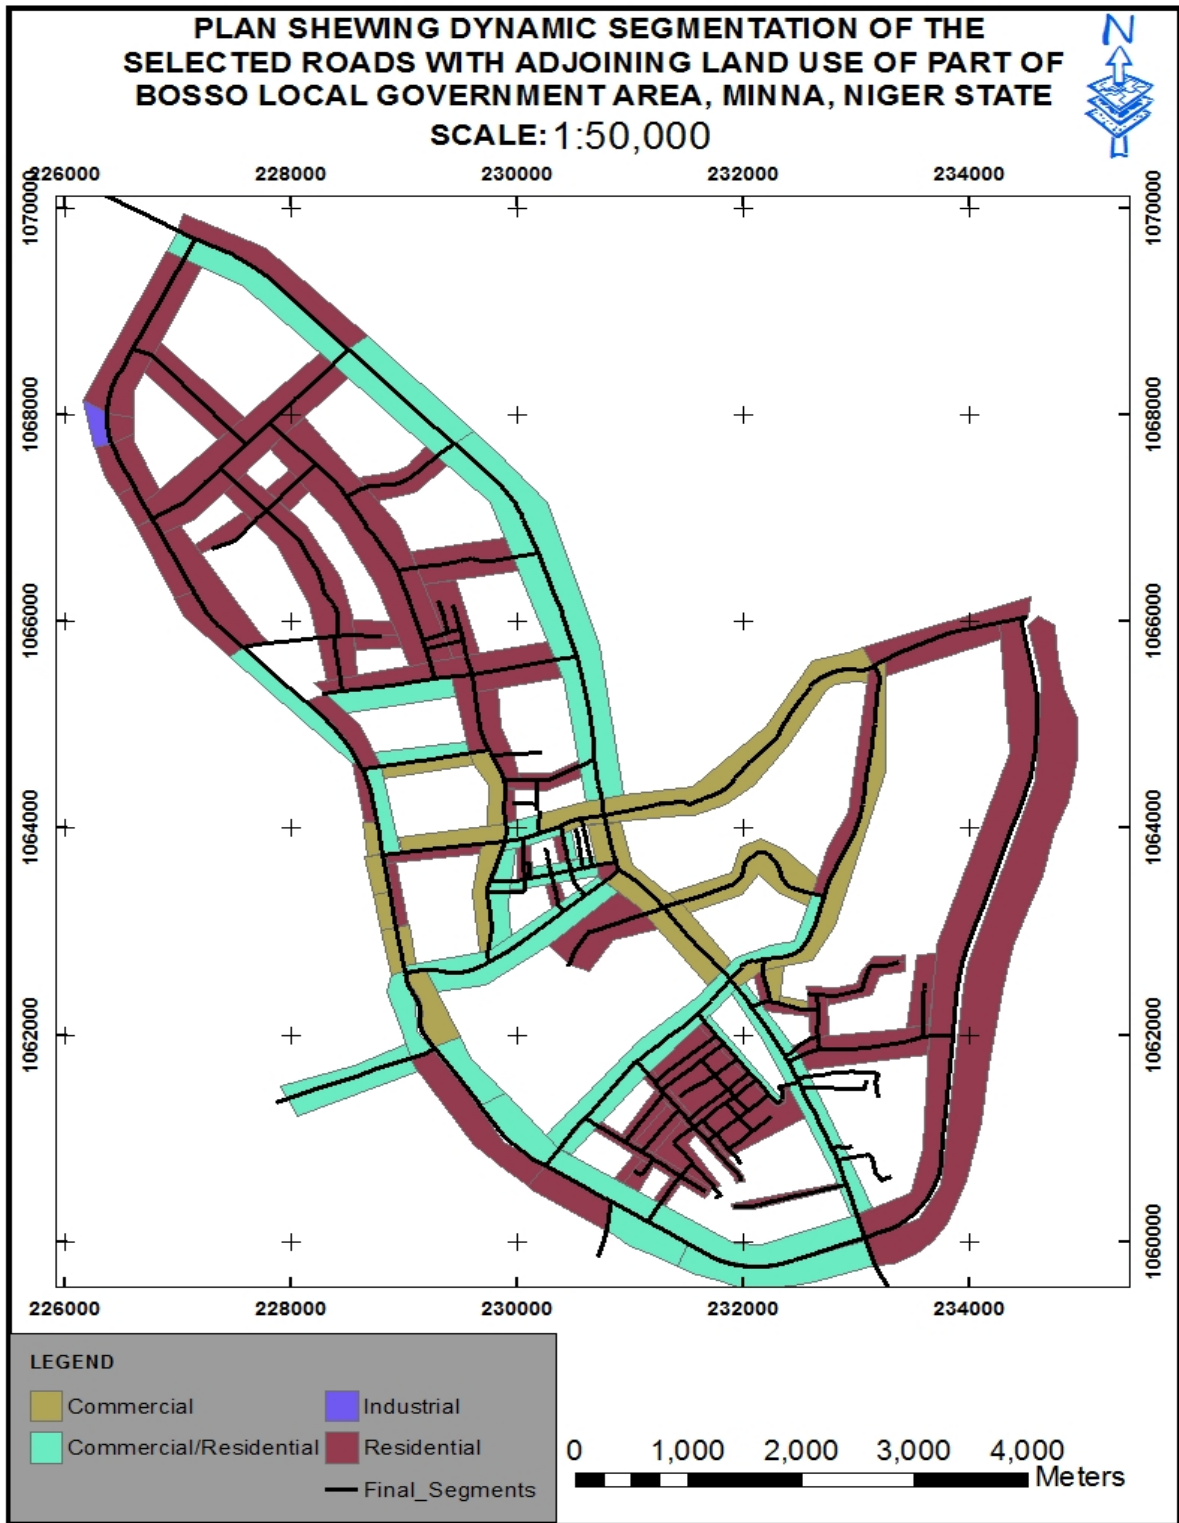 PLAN SHEWING DYNAMIC SEGMENTATION OF THE
SELECTED ROADS WITH ADJOINING LAND USE OF PART OF
BOSSO LOCAL GOVERNMENT AREA, MINNA, NIGER STATE
SCALE: 1:50,000
N
226000 228000 230000 232000 234000
1070000 1070000
1068000 1068000
1066000 1066000
1064000 1064000
1062000 1062000
1060000 1060000
226000 228000 230000 232000 234000
LEGEND
Commercial Industrial
Commercial/Residential Residential
Final_Segments
0 1,000 2,000 3,000 4,000
Meters